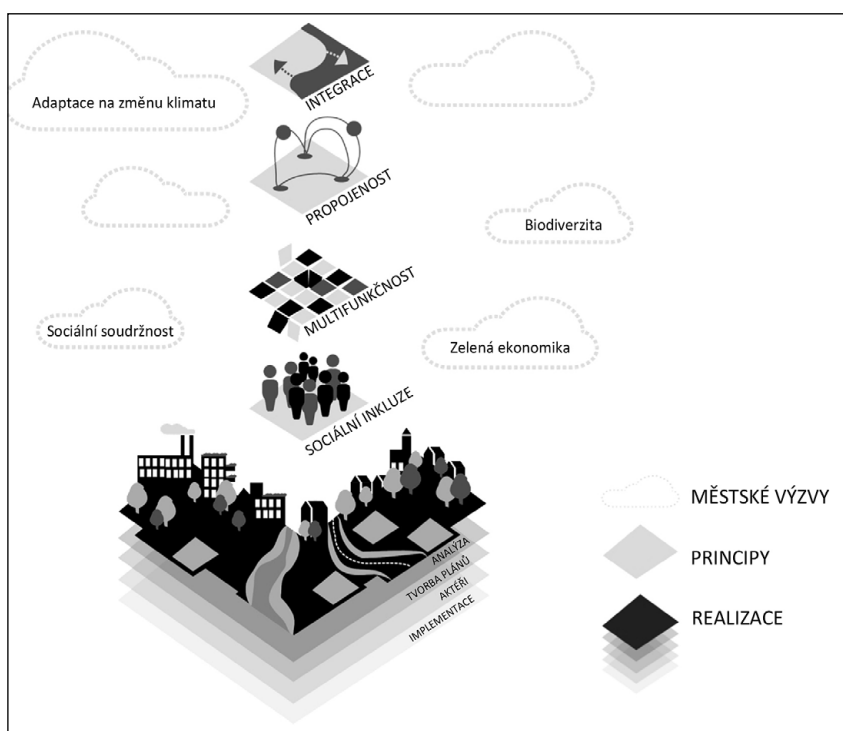 INTEGRACE
Adaptace na změnu klimatu
PROPOJENOST
Biodiverzita
MULTIFUNKČNOST
Sociální soudržnost
Zelená ekonomika
SOCIÁLNÍ INKLUZE
MĚSTSKÉ VÝZVY
ANALÝZA
PRINCIPY
TVORBA PLÁNŮ
AKTÉŘI
IMPLEMENTACE
REALIZACE